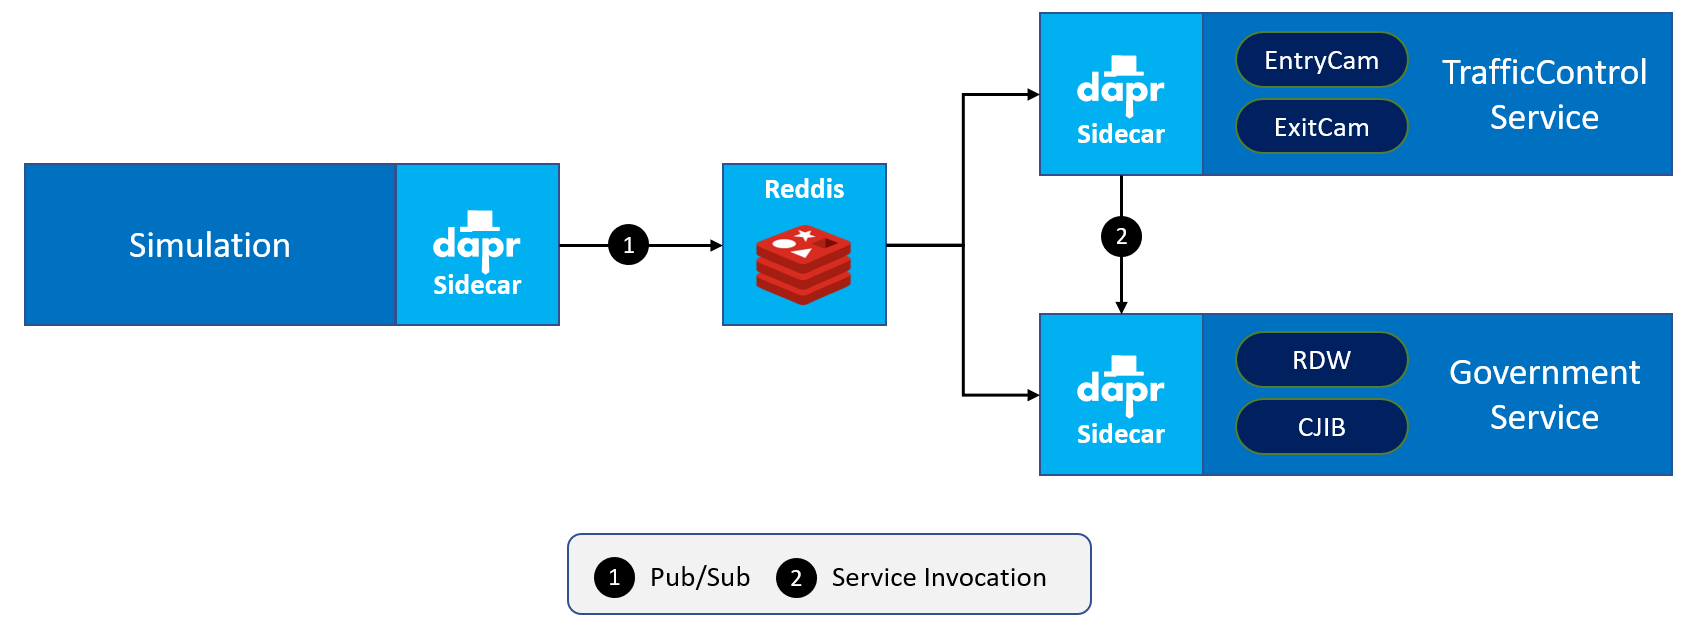 Simulation
dapr
Sidecar
1
Reddis
dapr
Sidecar
EntryCam
ExitCam
TrafficControl
Service
2
dapr
Sidecar
RDW
CJIB
Government
Service
1 Pub/Sub 2 Service Invocation